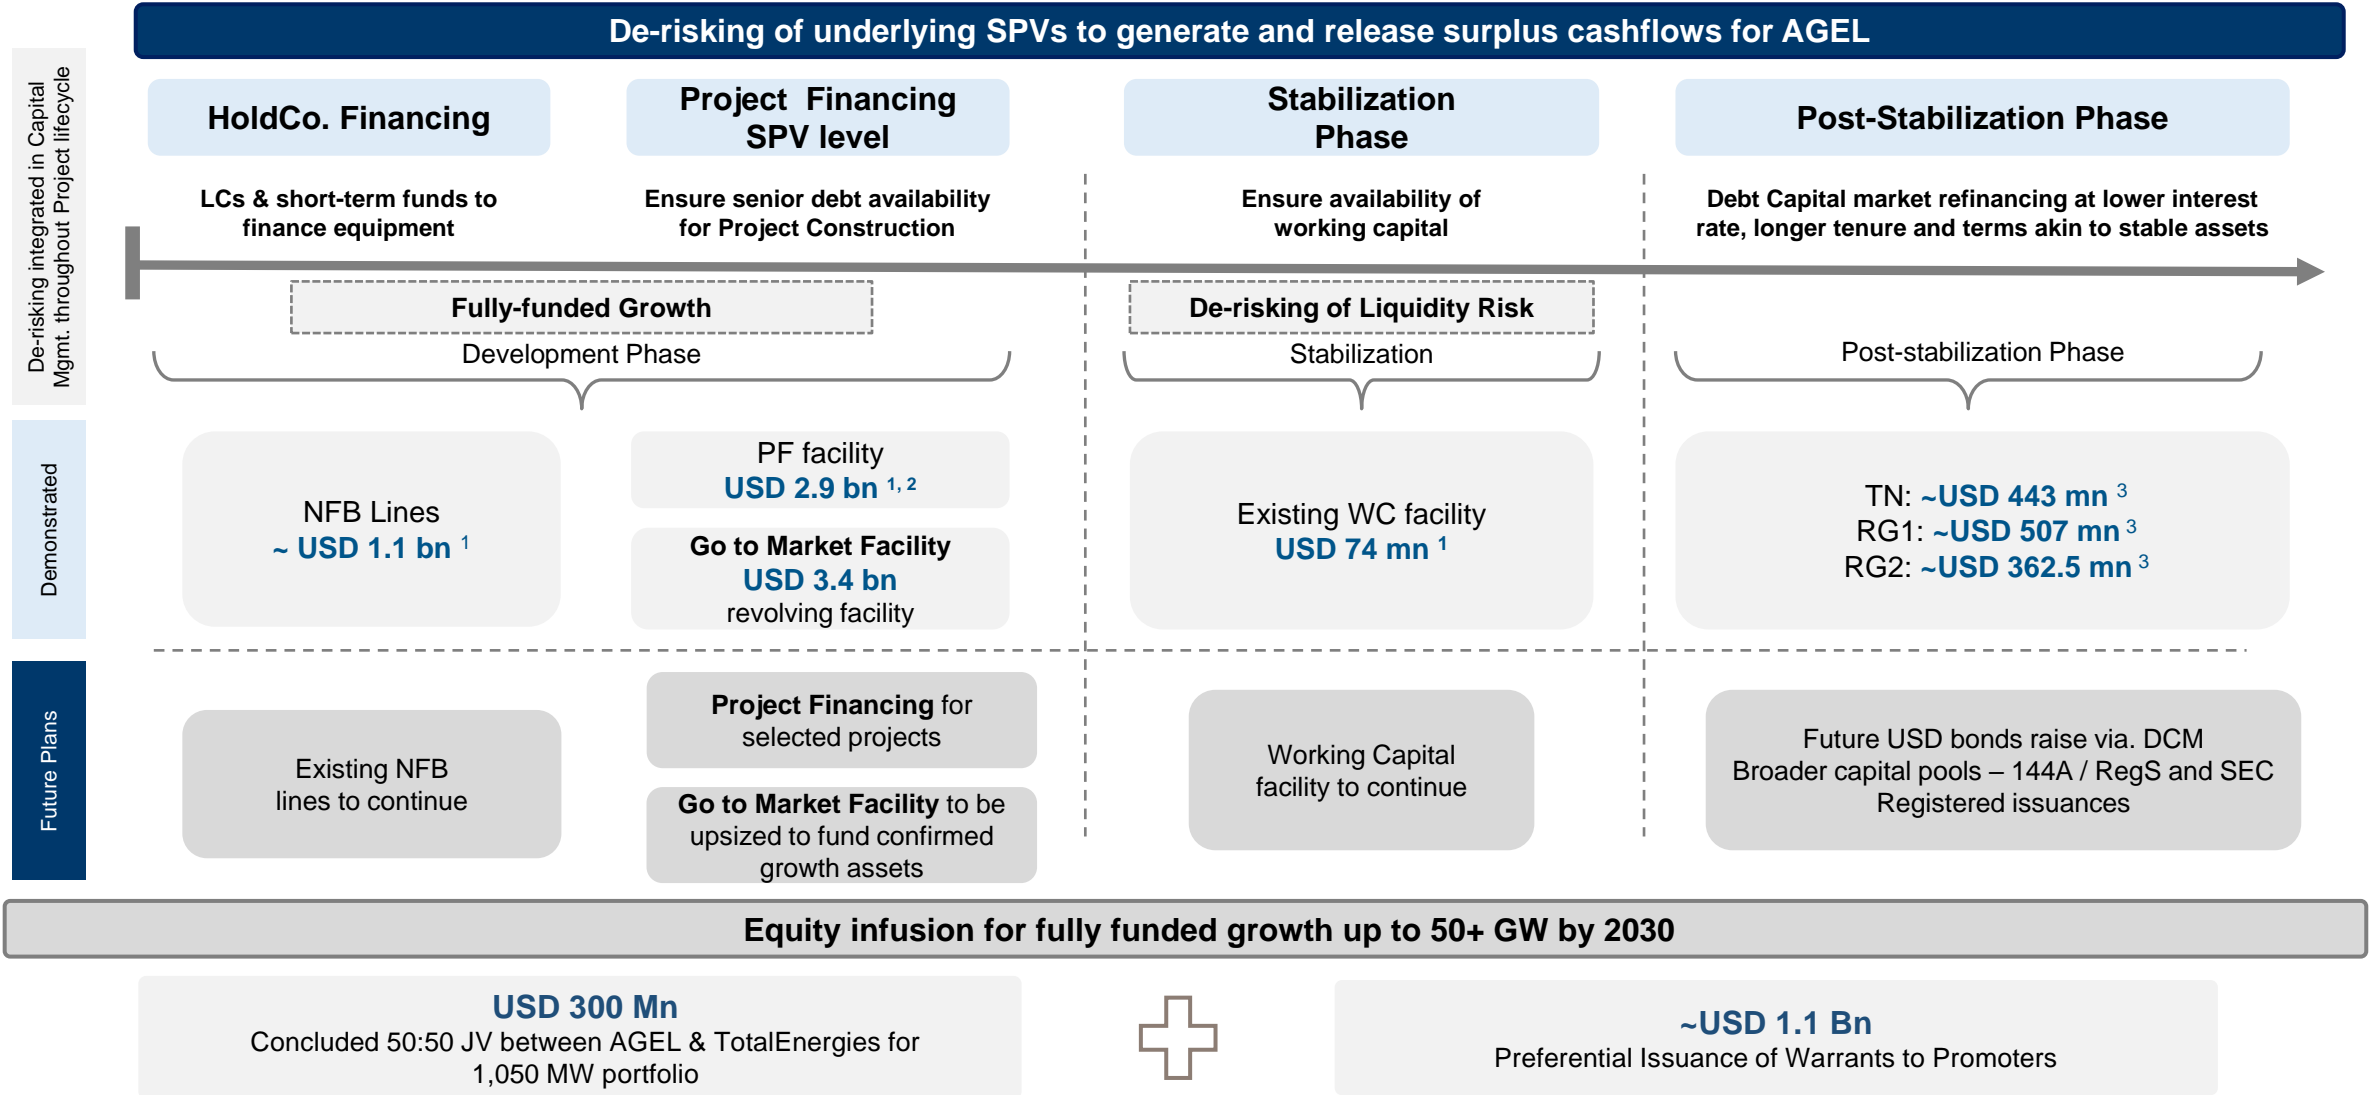 De-risking of underlying SPVs to generate and release surplus cashflows for AGEL
De-risking integrated in Capital
Mgmt. throughout Project lifecycle
HoldCo. Financing
Project Financing
SPV level
Stabilization
Phase
Post-Stabilization Phase
LCs & short-term funds to
finance equipment
Ensure senior debt availability
for Project Construction
Ensure availability of
working capital
Debt Capital market refinancing at lower interest
rate, longer tenure and terms akin to stable assets
Fully-funded Growth
De-risking of Liquidity Risk
Development Phase
Stabilization
Post-stabilization Phase
Demonstrated
NFB Lines
~ USD 1.1 bn 1
PF facility
USD 2.9 bn 1, 2
Go to Market Facility
USD 3.4 bn
revolving facility
Existing WC facility
USD 74 mn 1
TN: ~USD 443 mn 3
RG1: ~USD 507 mn 3
RG2: ~USD 362.5 mn 3
Future Plans
Existing NFB
lines to continue
Project Financing for
selected projects
Go to Market Facility to be
upsized to fund confirmed
growth assets
Working Capital
facility to continue
Future USD bonds raise via. DCM
Broader capital pools – 144A / RegS and SEC
Registered issuances
Equity infusion for fully funded growth up to 50+ GW by 2030
USD 300 Mn
Concluded 50:50 JV between AGEL & TotalEnergies for
1,050 MW portfolio
~USD 1.1 Bn
Preferential Issuance of Warrants to Promoters